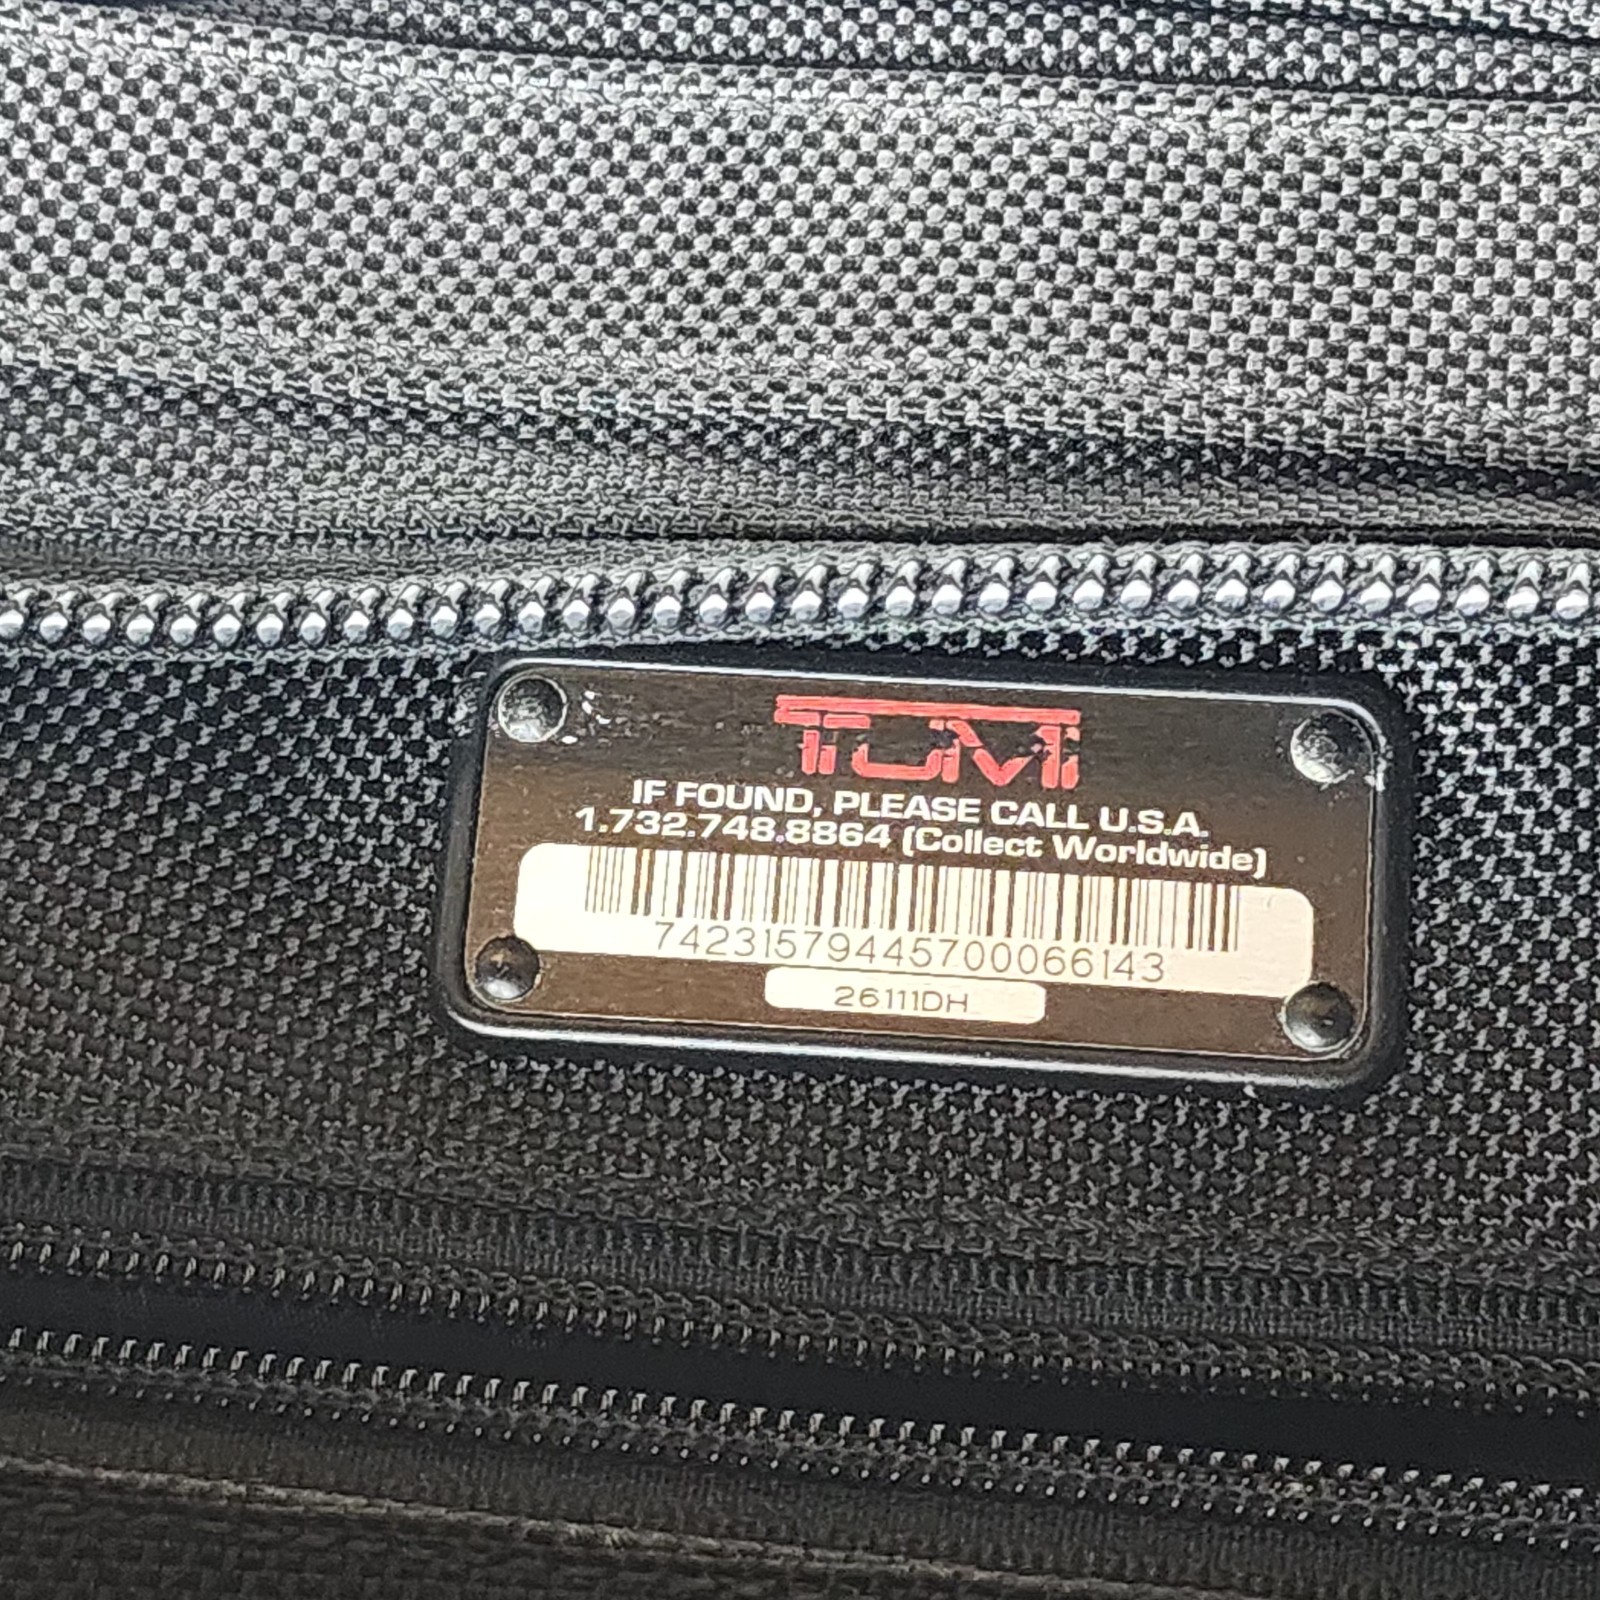 TUMI
IF FOUND, PLEASE CALL U.S.A.
1.732.748.8864 (Collect Worldwide)
74231579445700066143
26111DH